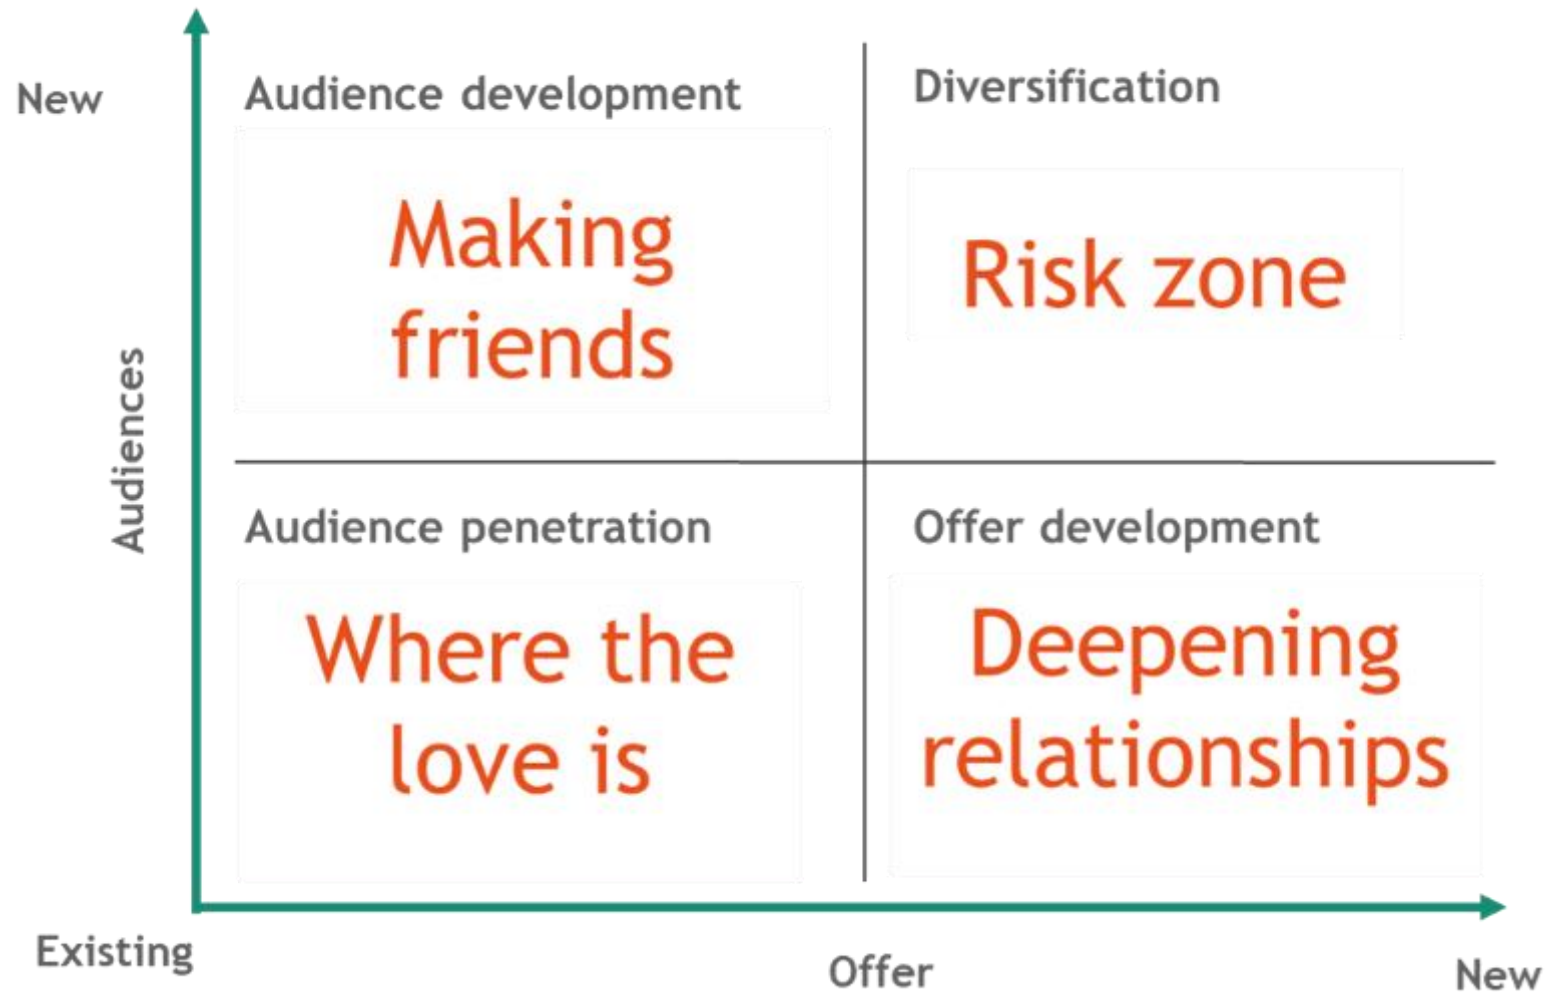 New
Audience development
Diversification
Making
friends
Risk zone
Audiences
Audience penetration
Offer development
Where the
love is
Deepening
relationships
Existing
Offer
New